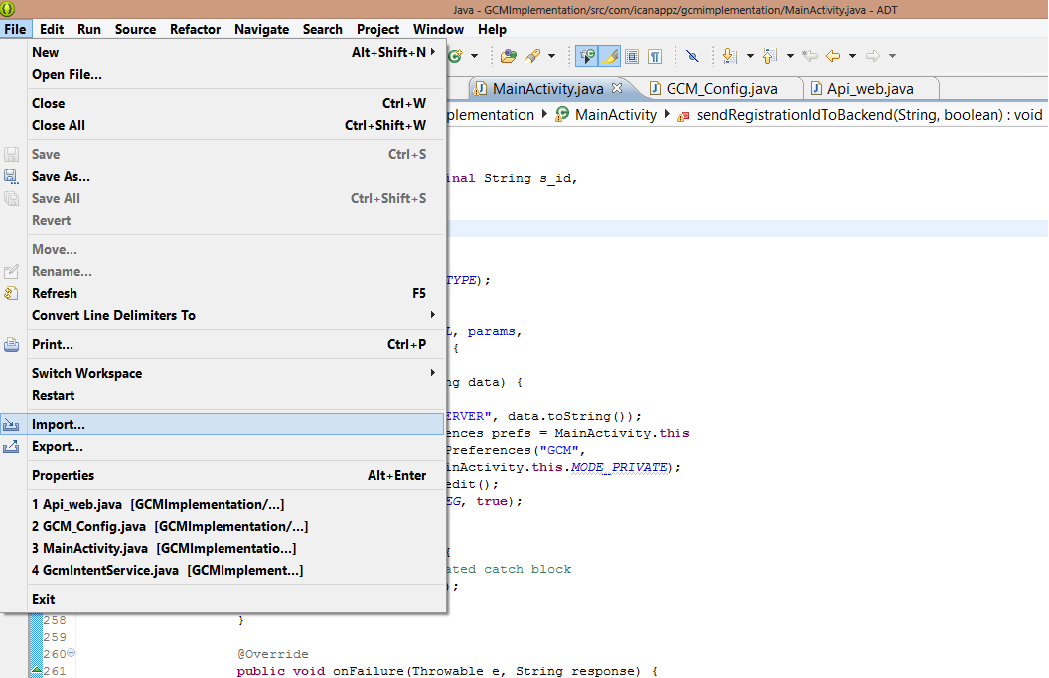 Java - GCMImplementation/src/com/icanappz/gcmimplementation/MainActivity.java - ADT
File Edit Run Source Refactor Navigate Search Project Window Help
New Alt+Shift+N
Open File...
Close Ctrl+W
Close All Ctrl+Shift+W
Save Ctrl+S
Save As...
Save All Ctrl+Shift+S
Revert
Move...
Rename...
Refresh F5
Convert Line Delimiters To
Print... Ctrl+P
Switch Workspace
Restart
Import...
Export...
Properties Alt+Enter
1 Api_web.java [GCMImplementation/...]
2 GCM_Config.java [GCMImplementation/...]
3 MainActivity.java [GCMImplementatio...]
4 GcmIntentService.java [GCMImplement...]
Exit
MainActivity.java GCM_Config.java Api_web.java
plementation MainActivity sendRegistrationIdToBackend(String, boolean) : void
inal String s_id,
TYPE);
L, params,
{
ng data) {
ERVER", data.toString());
ences prefs = MainActivity.this
Preferences("GCM",
inActivity.this.MODE_PRIVATE);
edit();
EG, true);
{
ated catch block
);
258 }
259
260 @Override
261 public void onFailure(Throwable e, String response) {